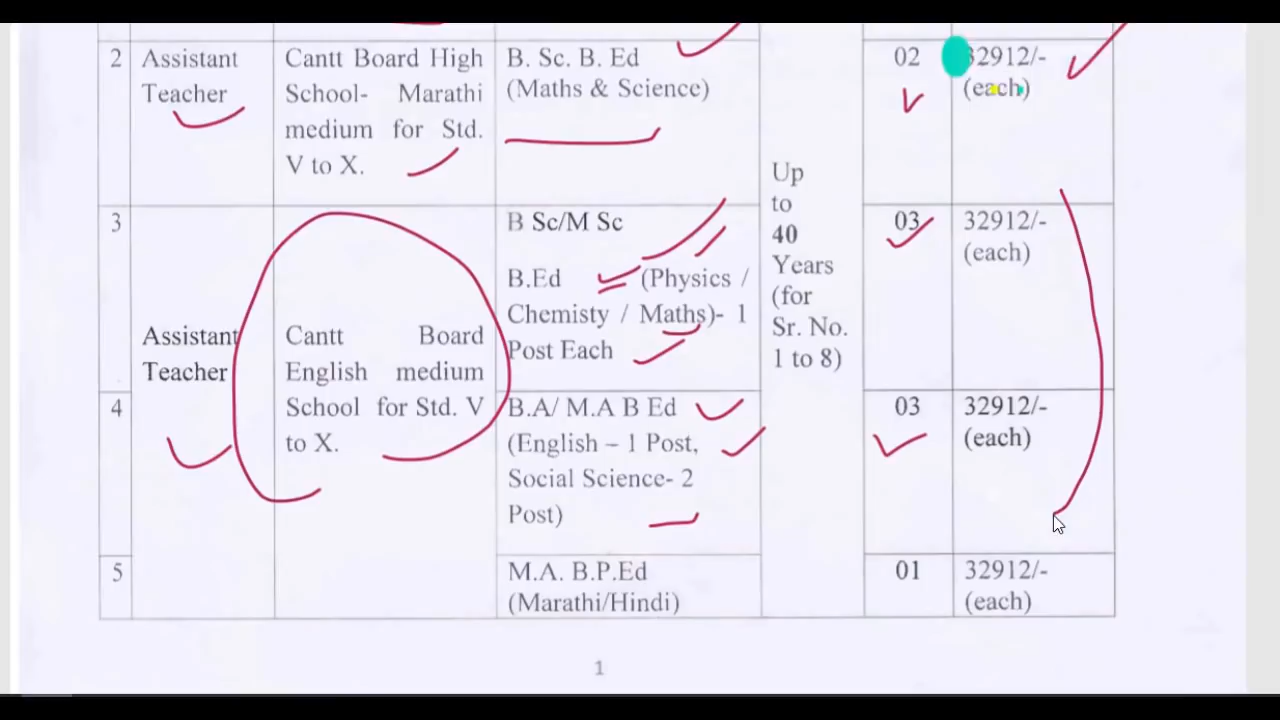 2
Assistant
Teacher
Cantt Board High
School- Marathi
medium for Std.
V to X.
B. Sc. B. Ed
(Maths & Science)
02
32912/-
(each)
Up
to
40
Years
(for
Sr. No.
1 to 8)
3
Assistant
Teacher
Cantt Board
English medium
School for Std. V
to X.
B Sc/M Sc
B.Ed (Physics /
Chemisty / Maths)- 1
Post Each
03
32912/-
(each)
4
B.A/ M.A B Ed
(English – 1 Post,
Social Science- 2
Post)
03
32912/-
(each)
5
M.A. B.P.Ed
(Marathi/Hindi)
01
32912/-
(each)
1